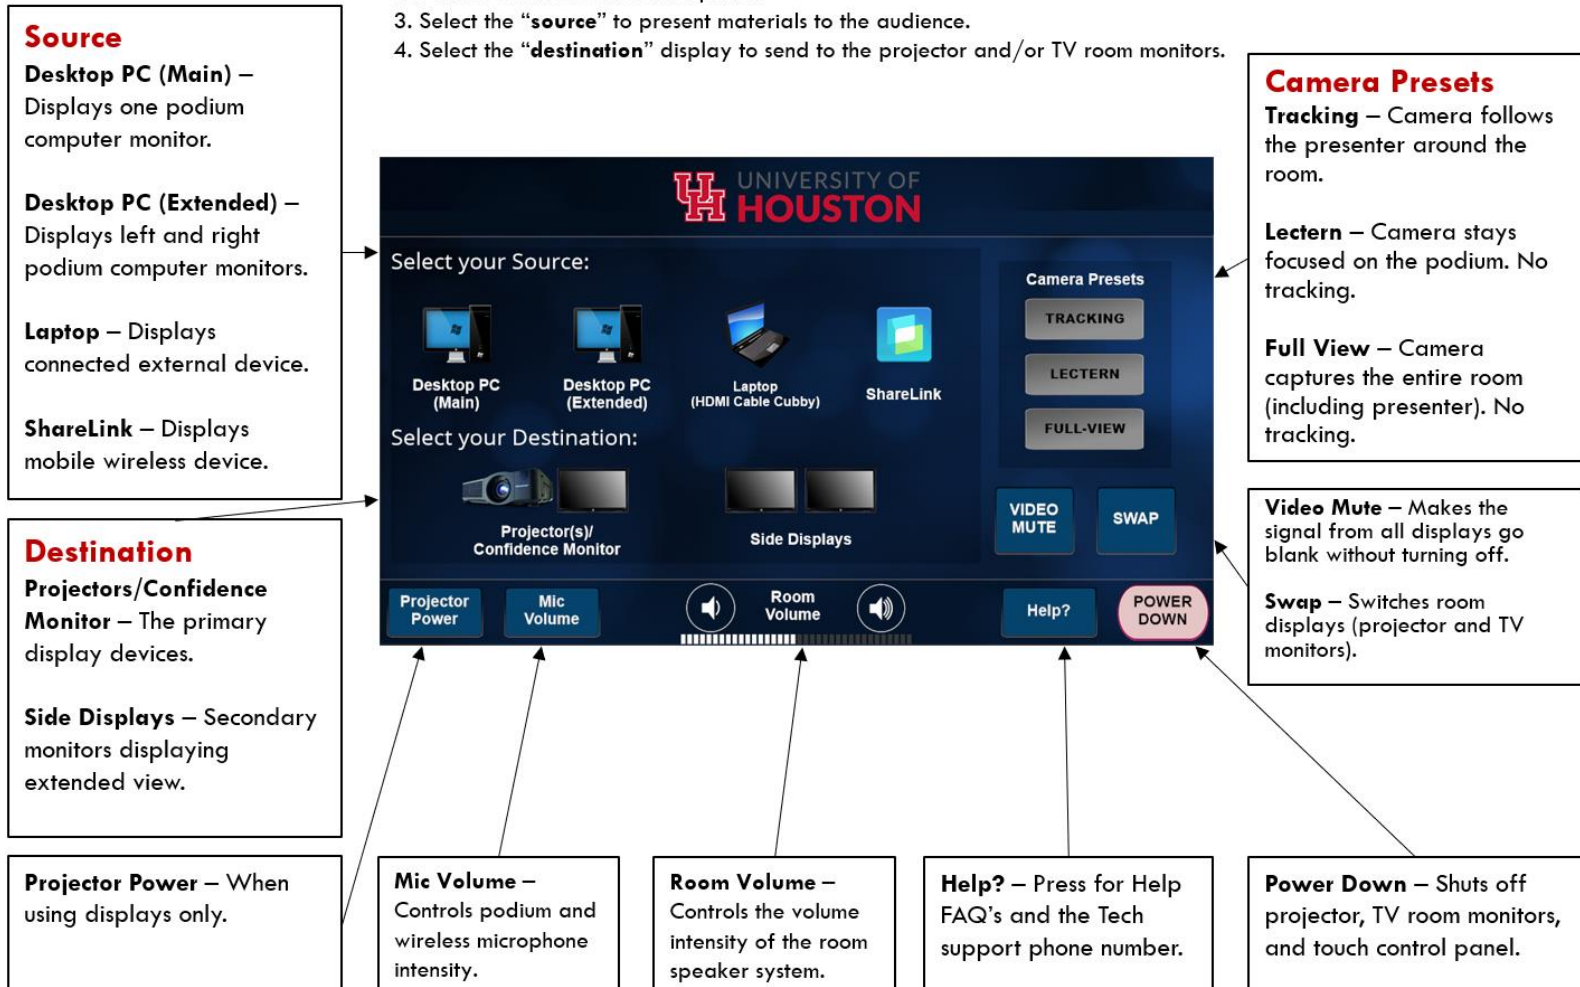 3. Select the “source” to present materials to the audience.
4. Select the “destination” display to send to the projector and/or TV room monitors.
Source
Desktop PC (Main) –
Displays one podium
computer monitor.
Desktop PC (Extended) –
Displays left and right
podium computer monitors.
Laptop – Displays
connected external device.
ShareLink – Displays
mobile wireless device.
Destination
Projectors/Confidence
Monitor – The primary
display devices.
Side Displays – Secondary
monitors displaying
extended view.
Projector Power – When
using displays only.
UNIVERSITY OF
HOUSTON
Select your Source:
Desktop PC
(Main)
Desktop PC
(Extended)
Laptop
(HDMI Cable Cubby)
ShareLink
Select your Destination:
Projector(s)/
Confidence Monitor
Side Displays
Camera Presets
TRACKING
LECTERN
FULL-VIEW
VIDEO
MUTE
SWAP
Projector
Power
Mic
Volume
Room
Volume
Help?
POWER
DOWN
Camera Presets
Tracking – Camera follows
the presenter around the
room.
Lectern – Camera stays
focused on the podium. No
tracking.
Full View – Camera
captures the entire room
(including presenter). No
tracking.
Video Mute – Makes the
signal from all displays go
blank without turning off.
Swap – Switches room
displays (projector and TV
monitors).
Mic Volume –
Controls podium and
wireless microphone
intensity.
Room Volume –
Controls the volume
intensity of the room
speaker system.
Help? – Press for Help
FAQ’s and the Tech
support phone number.
Power Down – Shuts off
projector, TV room monitors,
and touch control panel.